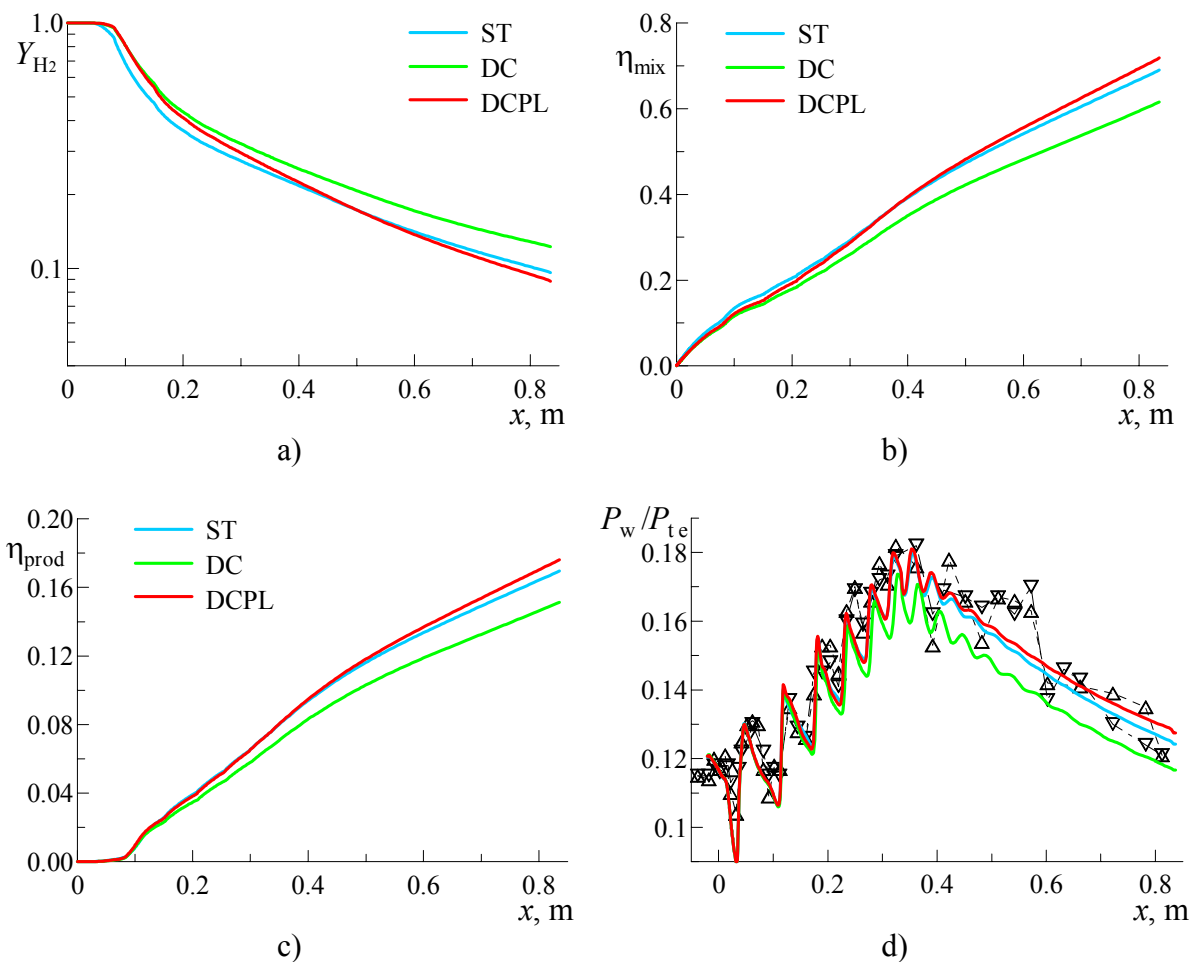 1.0
Y_H2
0.1
ST
DC
DCPL
0 0.2 0.4 0.6 0.8
x, m
a)
0.8
η_mix
0.6
0.4
0.2
0.0
ST
DC
DCPL
0 0.2 0.4 0.6 0.8
x, m
b)
0.20
η_prod
0.16
0.12
0.08
0.04
0.00
ST
DC
DCPL
0 0.2 0.4 0.6 0.8
x, m
c)
P_w/P_te
0.18
0.16
0.14
0.12
0.1
0 0.2 0.4 0.6 0.8
x, m
d)